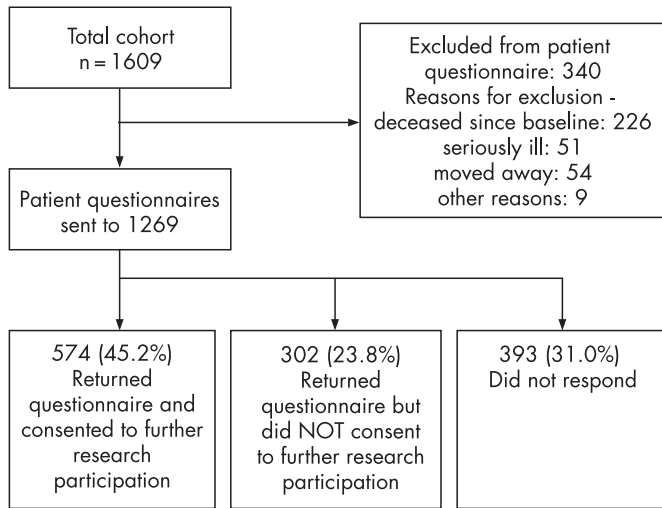 Total cohort
n = 1609
Excluded from patient
questionnaire: 340
Reasons for exclusion -
deceased since baseline: 226
seriously ill: 51
moved away: 54
other reasons: 9
Patient questionnaires
sent to 1269
574 (45.2%)
Returned
questionnaire and
consented to further
research
participation
302 (23.8%)
Returned
questionnaire but
did NOT consent
to further research
participation
393 (31.0%)
Did not respond